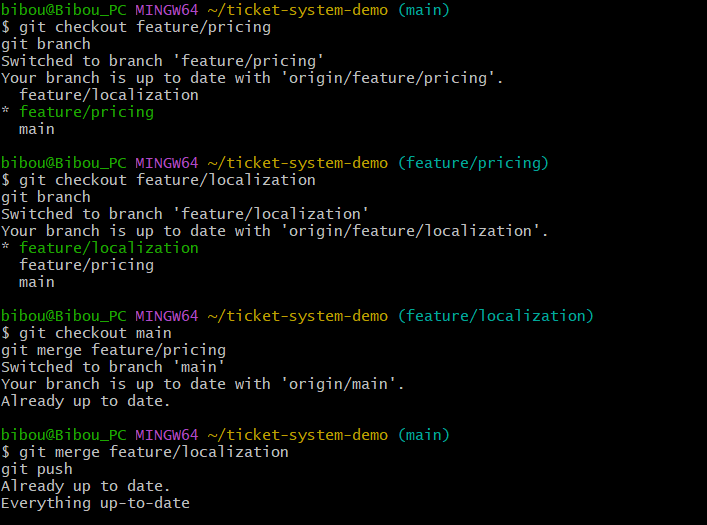 bibou@Bibou_PC MINGW64 ~/ticket-system-demo (main)
$ git checkout feature/pricing
git branch
Switched to branch 'feature/pricing'
Your branch is up to date with 'origin/feature/pricing'.
  feature/localization
* feature/pricing
  main

bibou@Bibou_PC MINGW64 ~/ticket-system-demo (feature/pricing)
$ git checkout feature/localization
git branch
Switched to branch 'feature/localization'
Your branch is up to date with 'origin/feature/localization'.
* feature/localization
  feature/pricing
  main

bibou@Bibou_PC MINGW64 ~/ticket-system-demo (feature/localization)
$ git checkout main
git merge feature/pricing
Switched to branch 'main'
Your branch is up to date with 'origin/main'.
Already up to date.

bibou@Bibou_PC MINGW64 ~/ticket-system-demo (main)
$ git merge feature/localization
git push
Already up to date.
Everything up-to-date